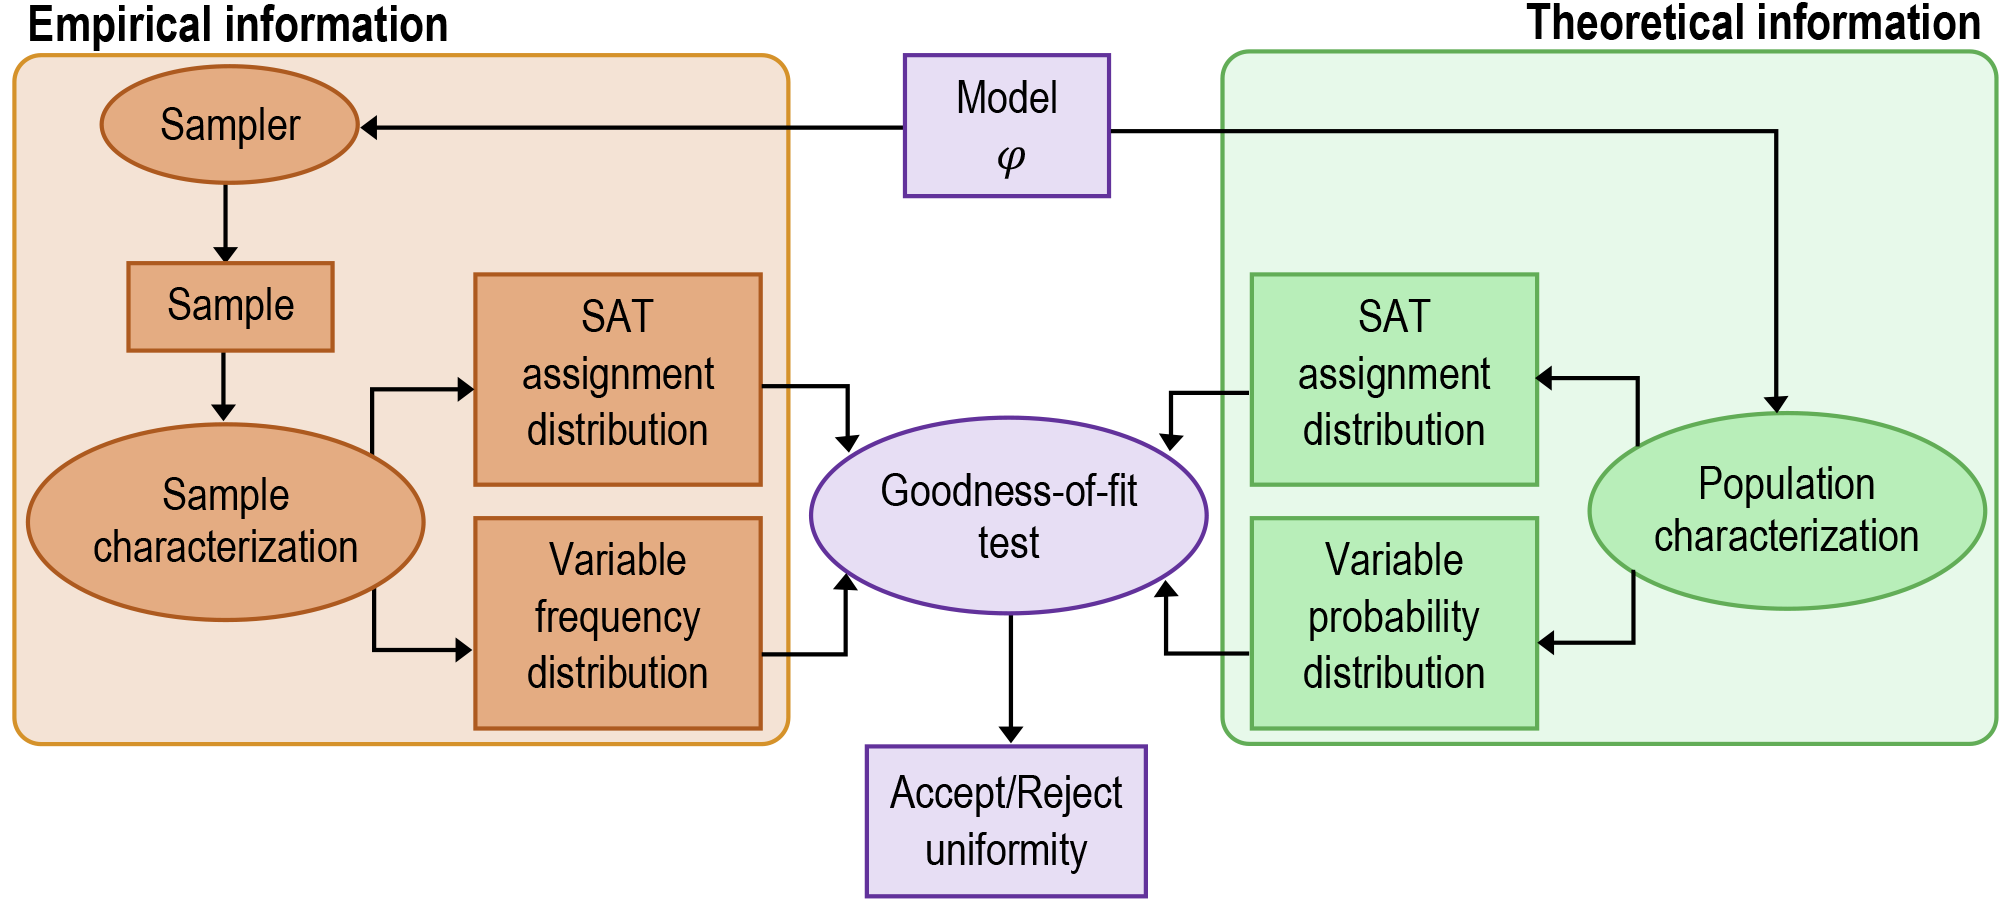 Empirical information
Theoretical information
Sampler
Model
φ
Sample
SAT
assignment
distribution
SAT
assignment
distribution
Sample
characterization
Goodness-of-fit
test
Population
characterization
Variable
frequency
distribution
Variable
probability
distribution
Accept/Reject
uniformity